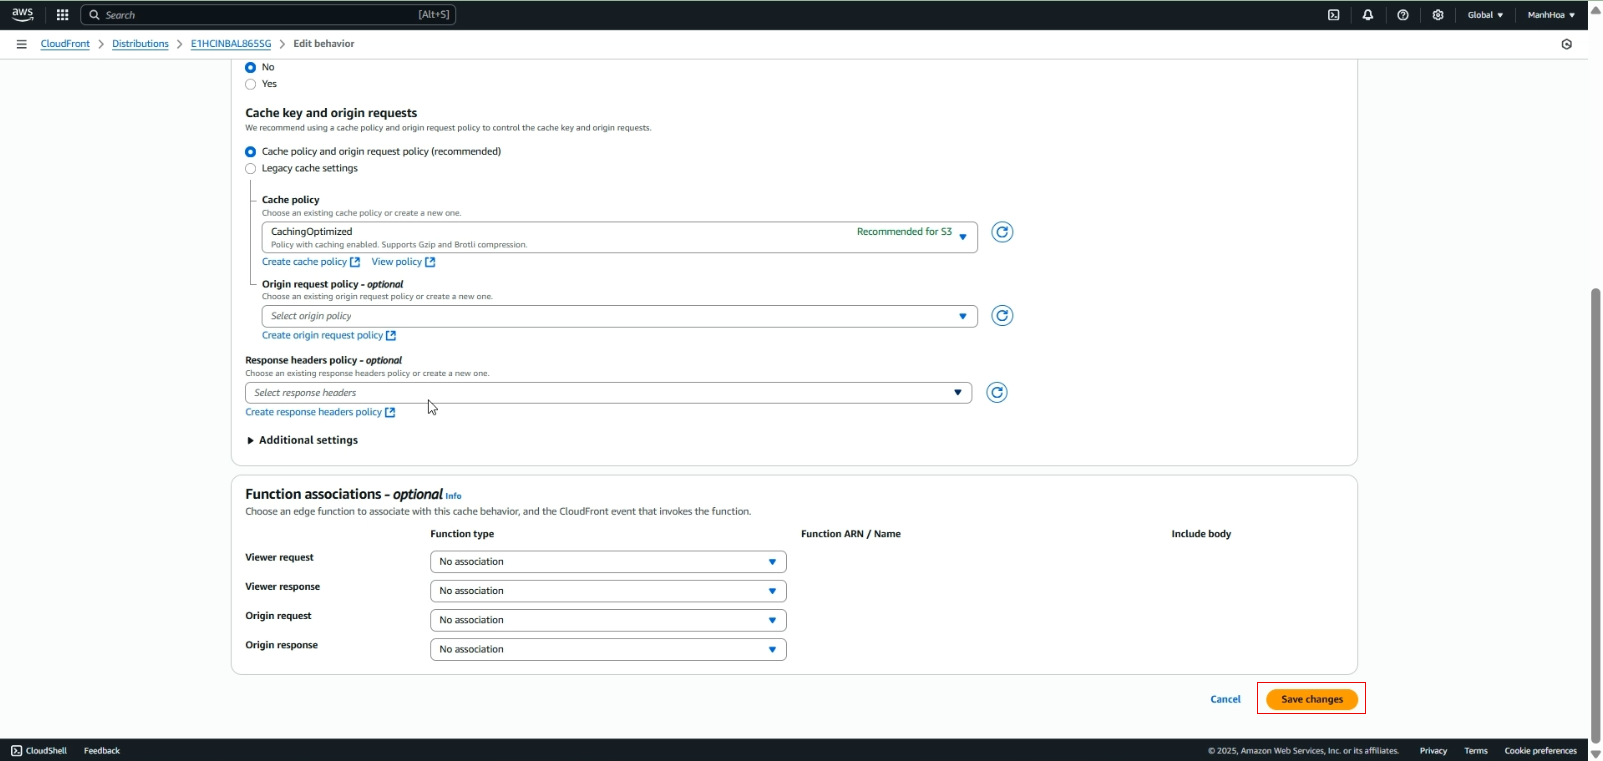 aws Search [Alt+S] Global ManhHoa
CloudFront > Distributions > E1HCINBAL865SG > Edit behavior
No
Yes
Cache key and origin requests
We recommend using a cache policy and origin request policy to control the cache key and origin requests.
Cache policy and origin request policy (recommended)
Legacy cache settings
Cache policy
Choose an existing cache policy or create a new one.
CachingOptimized Recommended for S3
Policy with caching enabled. Supports Gzip and Brotli compression.
Create cache policy View policy
Origin request policy - optional
Choose an existing origin request policy or create a new one.
Select origin policy
Create origin request policy
Response headers policy - optional
Choose an existing response headers policy or create a new one.
Select response headers
Create response headers policy
Additional settings
Function associations - optional Info
Choose an edge function to associate with this cache behavior, and the CloudFront event that invokes the function.
Function type Function ARN / Name Include body
Viewer request No association
Viewer response No association
Origin request No association
Origin response No association
Cancel Save changes
CloudShell Feedback © 2025, Amazon Web Services, Inc. or its affiliates. Privacy Terms Cookie preferences